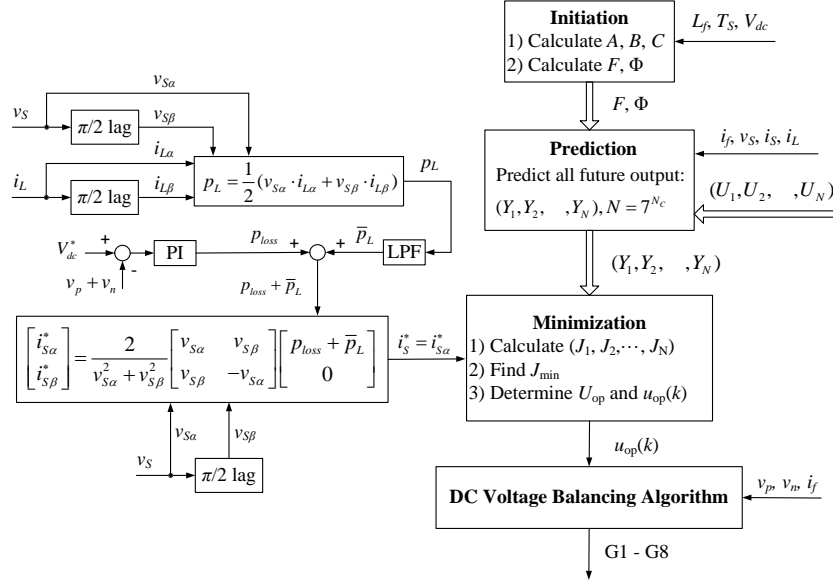 Initiation
1) Calculate A, B, C
2) Calculate F, Φ
L_f, T_S, V_dc
F, Φ
Prediction
Predict all future output:
(Y_1,Y_2, ,Y_N), N = 7^{N_C}
i_f, v_S, i_S, i_L
(U_1,U_2, ,U_N)
(Y_1,Y_2, ,Y_N)
Minimization
1) Calculate (J_1, J_2,⋯, J_N)
2) Find J_min
3) Determine U_op and u_op(k)
u_op(k)
DC Voltage Balancing Algorithm
v_p, v_n, i_f
G1 - G8
v_Sα
v_S
π/2 lag
v_Sβ
i_Lα
i_L
π/2 lag
i_Lβ
p_L = 1/2 (v_Sα · i_Lα + v_Sβ · i_Lβ)
p_L
V*_dc
+
-
v_p + v_n
PI
p_loss
+
+
p̅_L
LPF
p_loss + p̅_L
[i*_Sα i*_Sβ] = 2/(v²_Sα + v²_Sβ) [v_Sα v_Sβ v_Sβ -v_Sα] [p_loss + p̅_L 0]
i*_S = i*_Sα
v_Sα
v_Sβ
v_S
π/2 lag